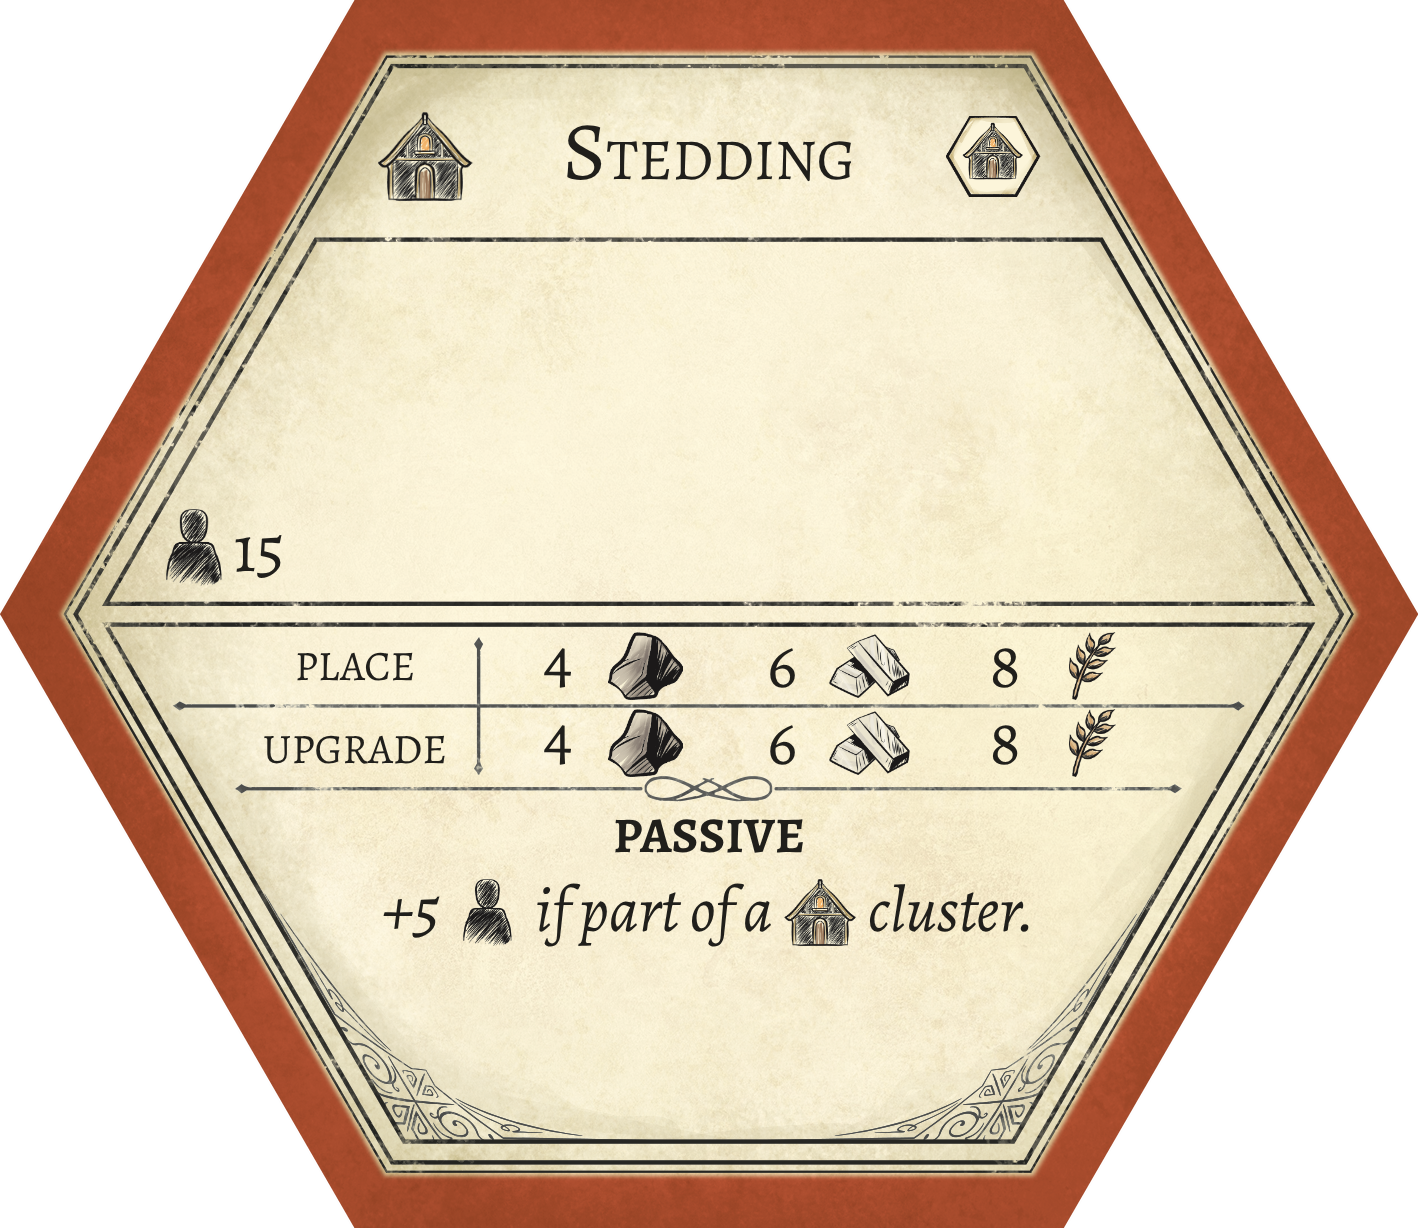 STEDDING
15
PLACE 4 6 8
UPGRADE 4 6 8
PASSIVE
+5 if part of a cluster.